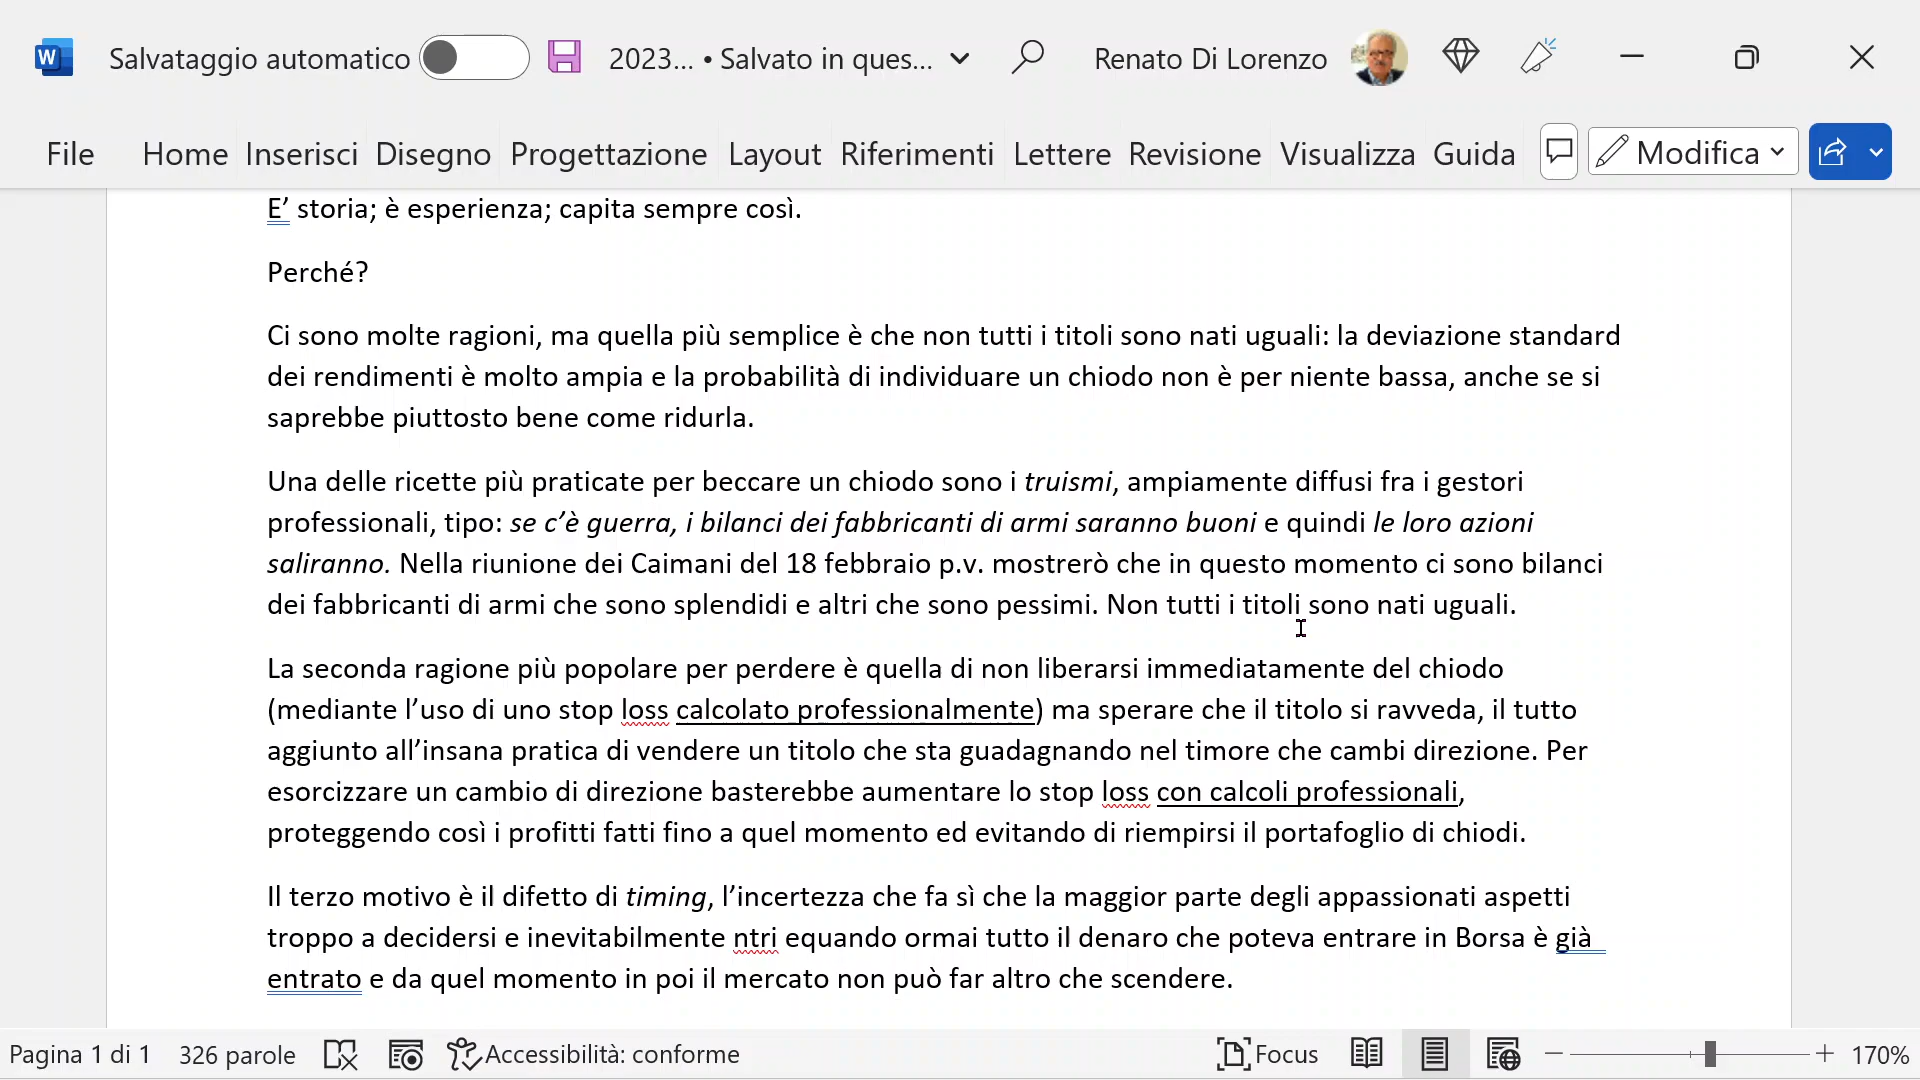 W Salvataggio automatico 2023... • Salvato in ques... Renato Di Lorenzo
File Home Inserisci Disegno Progettazione Layout Riferimenti Lettere Revisione Visualizza Guida Modifica
E’ storia; è esperienza; capita sempre così.
Perché?
Ci sono molte ragioni, ma quella più semplice è che non tutti i titoli sono nati uguali: la deviazione standard
dei rendimenti è molto ampia e la probabilità di individuare un chiodo non è per niente bassa, anche se si
saprebbe piuttosto bene come ridurla.
Una delle ricette più praticate per beccare un chiodo sono i truismi, ampiamente diffusi fra i gestori
professionali, tipo: se c’è guerra, i bilanci dei fabbricanti di armi saranno buoni e quindi le loro azioni
saliranno. Nella riunione dei Caimani del 18 febbraio p.v. mostrerò che in questo momento ci sono bilanci
dei fabbricanti di armi che sono splendidi e altri che sono pessimi. Non tutti i titoli sono nati uguali.
La seconda ragione più popolare per perdere è quella di non liberarsi immediatamente del chiodo
(mediante l’uso di uno stop loss calcolato professionalmente) ma sperare che il titolo si ravveda, il tutto
aggiunto all’insana pratica di vendere un titolo che sta guadagnando nel timore che cambi direzione. Per
esorcizzare un cambio di direzione basterebbe aumentare lo stop loss con calcoli professionali,
proteggendo così i profitti fatti fino a quel momento ed evitando di riempirsi il portafoglio di chiodi.
Il terzo motivo è il difetto di timing, l’incertezza che fa sì che la maggior parte degli appassionati aspetti
troppo a decidersi e inevitabilmente ntri equando ormai tutto il denaro che poteva entrare in Borsa è già
entrato e da quel momento in poi il mercato non può far altro che scendere.
Pagina 1 di 1 326 parole Accessibilità: conforme Focus 170%